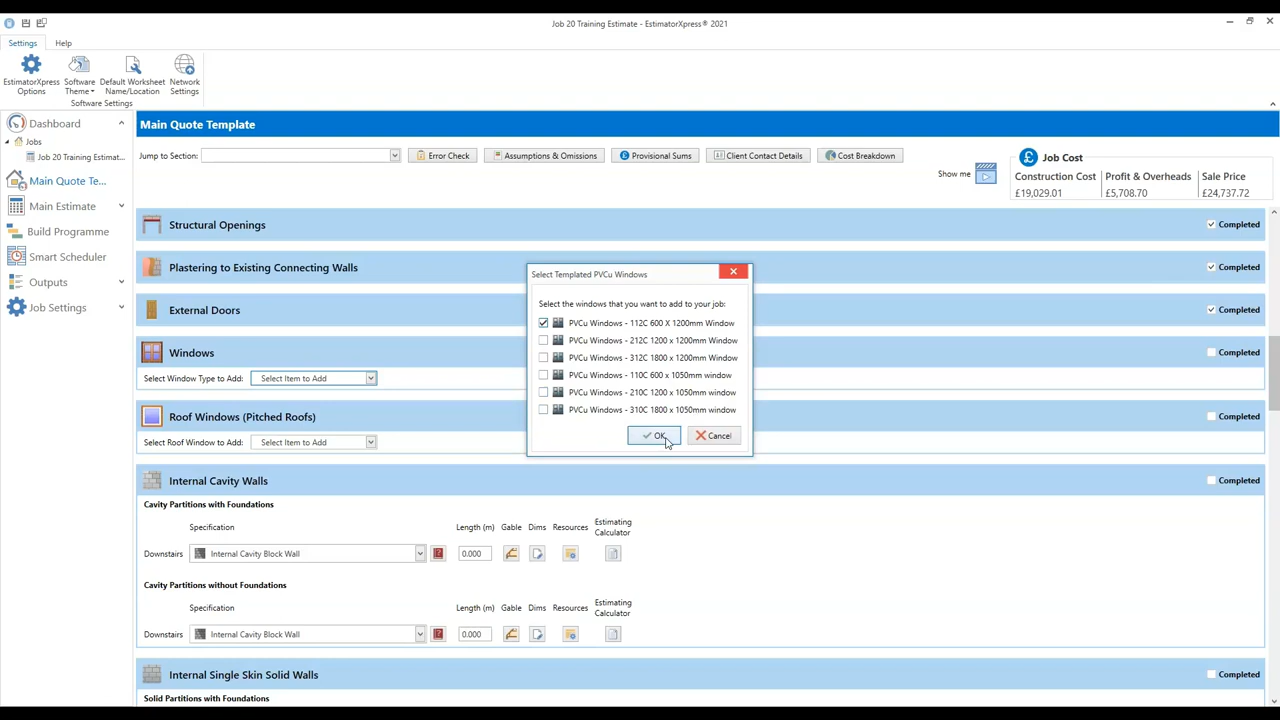 Job 20 Training Estimate - EstimatorXpress® 2021
Settings
Help
EstimatorXpress Options
Software Theme
Default Worksheet Name/Location
Network Settings
Software Settings
Dashboard
Jobs
Job 20 Training Estimat...
Main Quote Te...
Main Estimate
Build Programme
Smart Scheduler
Outputs
Job Settings
Main Quote Template
Jump to Section:
Error Check
Assumptions & Omissions
Provisional Sums
Client Contact Details
Cost Breakdown
Show me
Job Cost
Construction Cost
Profit & Overheads
Sale Price
£19,029.01
£5,708.70
£24,737.72
Structural Openings
Completed
Plastering to Existing Connecting Walls
Completed
External Doors
Completed
Windows
Completed
Select Window Type to Add:
Select Item to Add
Roof Windows (Pitched Roofs)
Completed
Select Roof Window to Add:
Select Item to Add
Select Templated PVCu Windows
Select the windows that you want to add to your job:
PVCu Windows - 112C 600 X 1200mm Window
PVCu Windows - 212C 1200 x 1200mm Window
PVCu Windows - 312C 1800 x 1200mm Window
PVCu Windows - 110C 600 x 1050mm window
PVCu Windows - 210C 1200 x 1050mm window
PVCu Windows - 310C 1800 x 1050mm window
OK
Cancel
Internal Cavity Walls
Completed
Cavity Partitions with Foundations
Specification
Length (m)
Gable
Dims
Resources
Estimating Calculator
Downstairs
Internal Cavity Block Wall
0.000
Cavity Partitions without Foundations
Specification
Length (m)
Gable
Dims
Resources
Estimating Calculator
Downstairs
Internal Cavity Block Wall
0.000
Internal Single Skin Solid Walls
Completed
Solid Partitions with Foundations